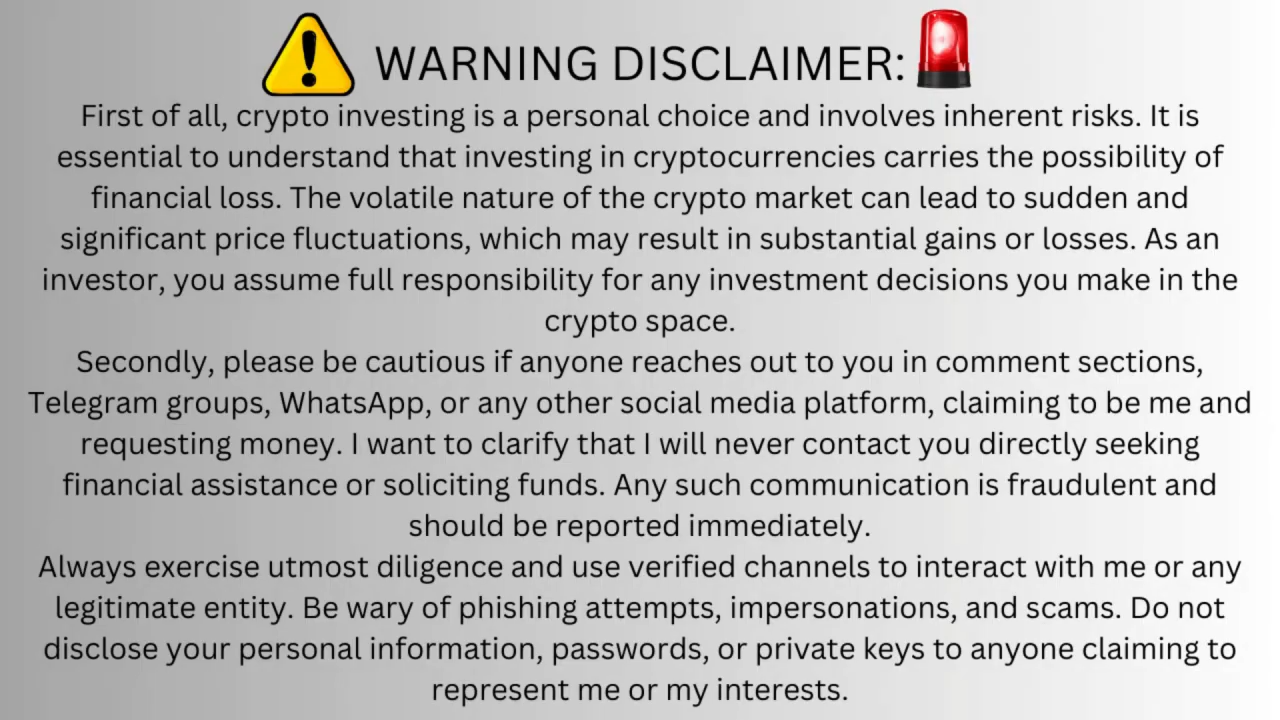 WARNING DISCLAIMER:
First of all, crypto investing is a personal choice and involves inherent risks. It is
essential to understand that investing in cryptocurrencies carries the possibility of
financial loss. The volatile nature of the crypto market can lead to sudden and
significant price fluctuations, which may result in substantial gains or losses. As an
investor, you assume full responsibility for any investment decisions you make in the
crypto space.
Secondly, please be cautious if anyone reaches out to you in comment sections,
Telegram groups, WhatsApp, or any other social media platform, claiming to be me and
requesting money. I want to clarify that I will never contact you directly seeking
financial assistance or soliciting funds. Any such communication is fraudulent and
should be reported immediately.
Always exercise utmost diligence and use verified channels to interact with me or any
legitimate entity. Be wary of phishing attempts, impersonations, and scams. Do not
disclose your personal information, passwords, or private keys to anyone claiming to
represent me or my interests.